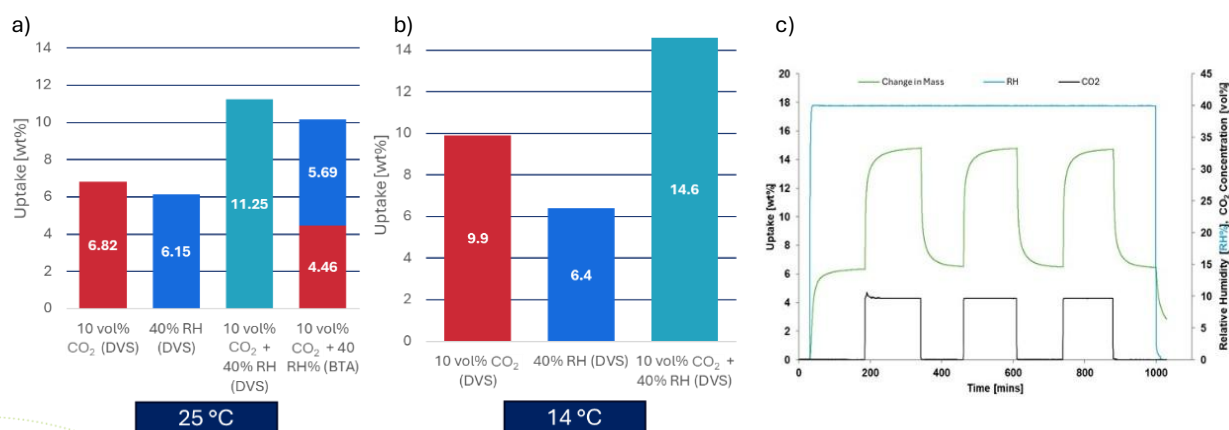 a)
14
12
10
8
6
4
2
0
Uptake [wt%]
6.82
6.15
11.25
5.69
4.46
10 vol%
CO₂ (DVS)
40% RH
(DVS)
10 vol%
CO₂ +
40% RH
(DVS)
10 vol%
CO₂ + 40
RH% (BTA)
25 °C
b)
14
12
10
8
6
4
2
0
Uptake [wt%]
9.9
6.4
14.6
10 vol% CO₂
(DVS)
40% RH (DVS)
10 vol% CO₂ +
40% RH (DVS)
14 °C
c)
Change in Mass
RH
CO2
20
18
16
14
12
10
8
6
4
2
0
Uptake [wt%]
45
40
35
30
25
20
15
10
5
0
Relative Humidity [RH%], CO₂ Concentration [vol%]
0
200
400
600
800
1000
Time [mins]